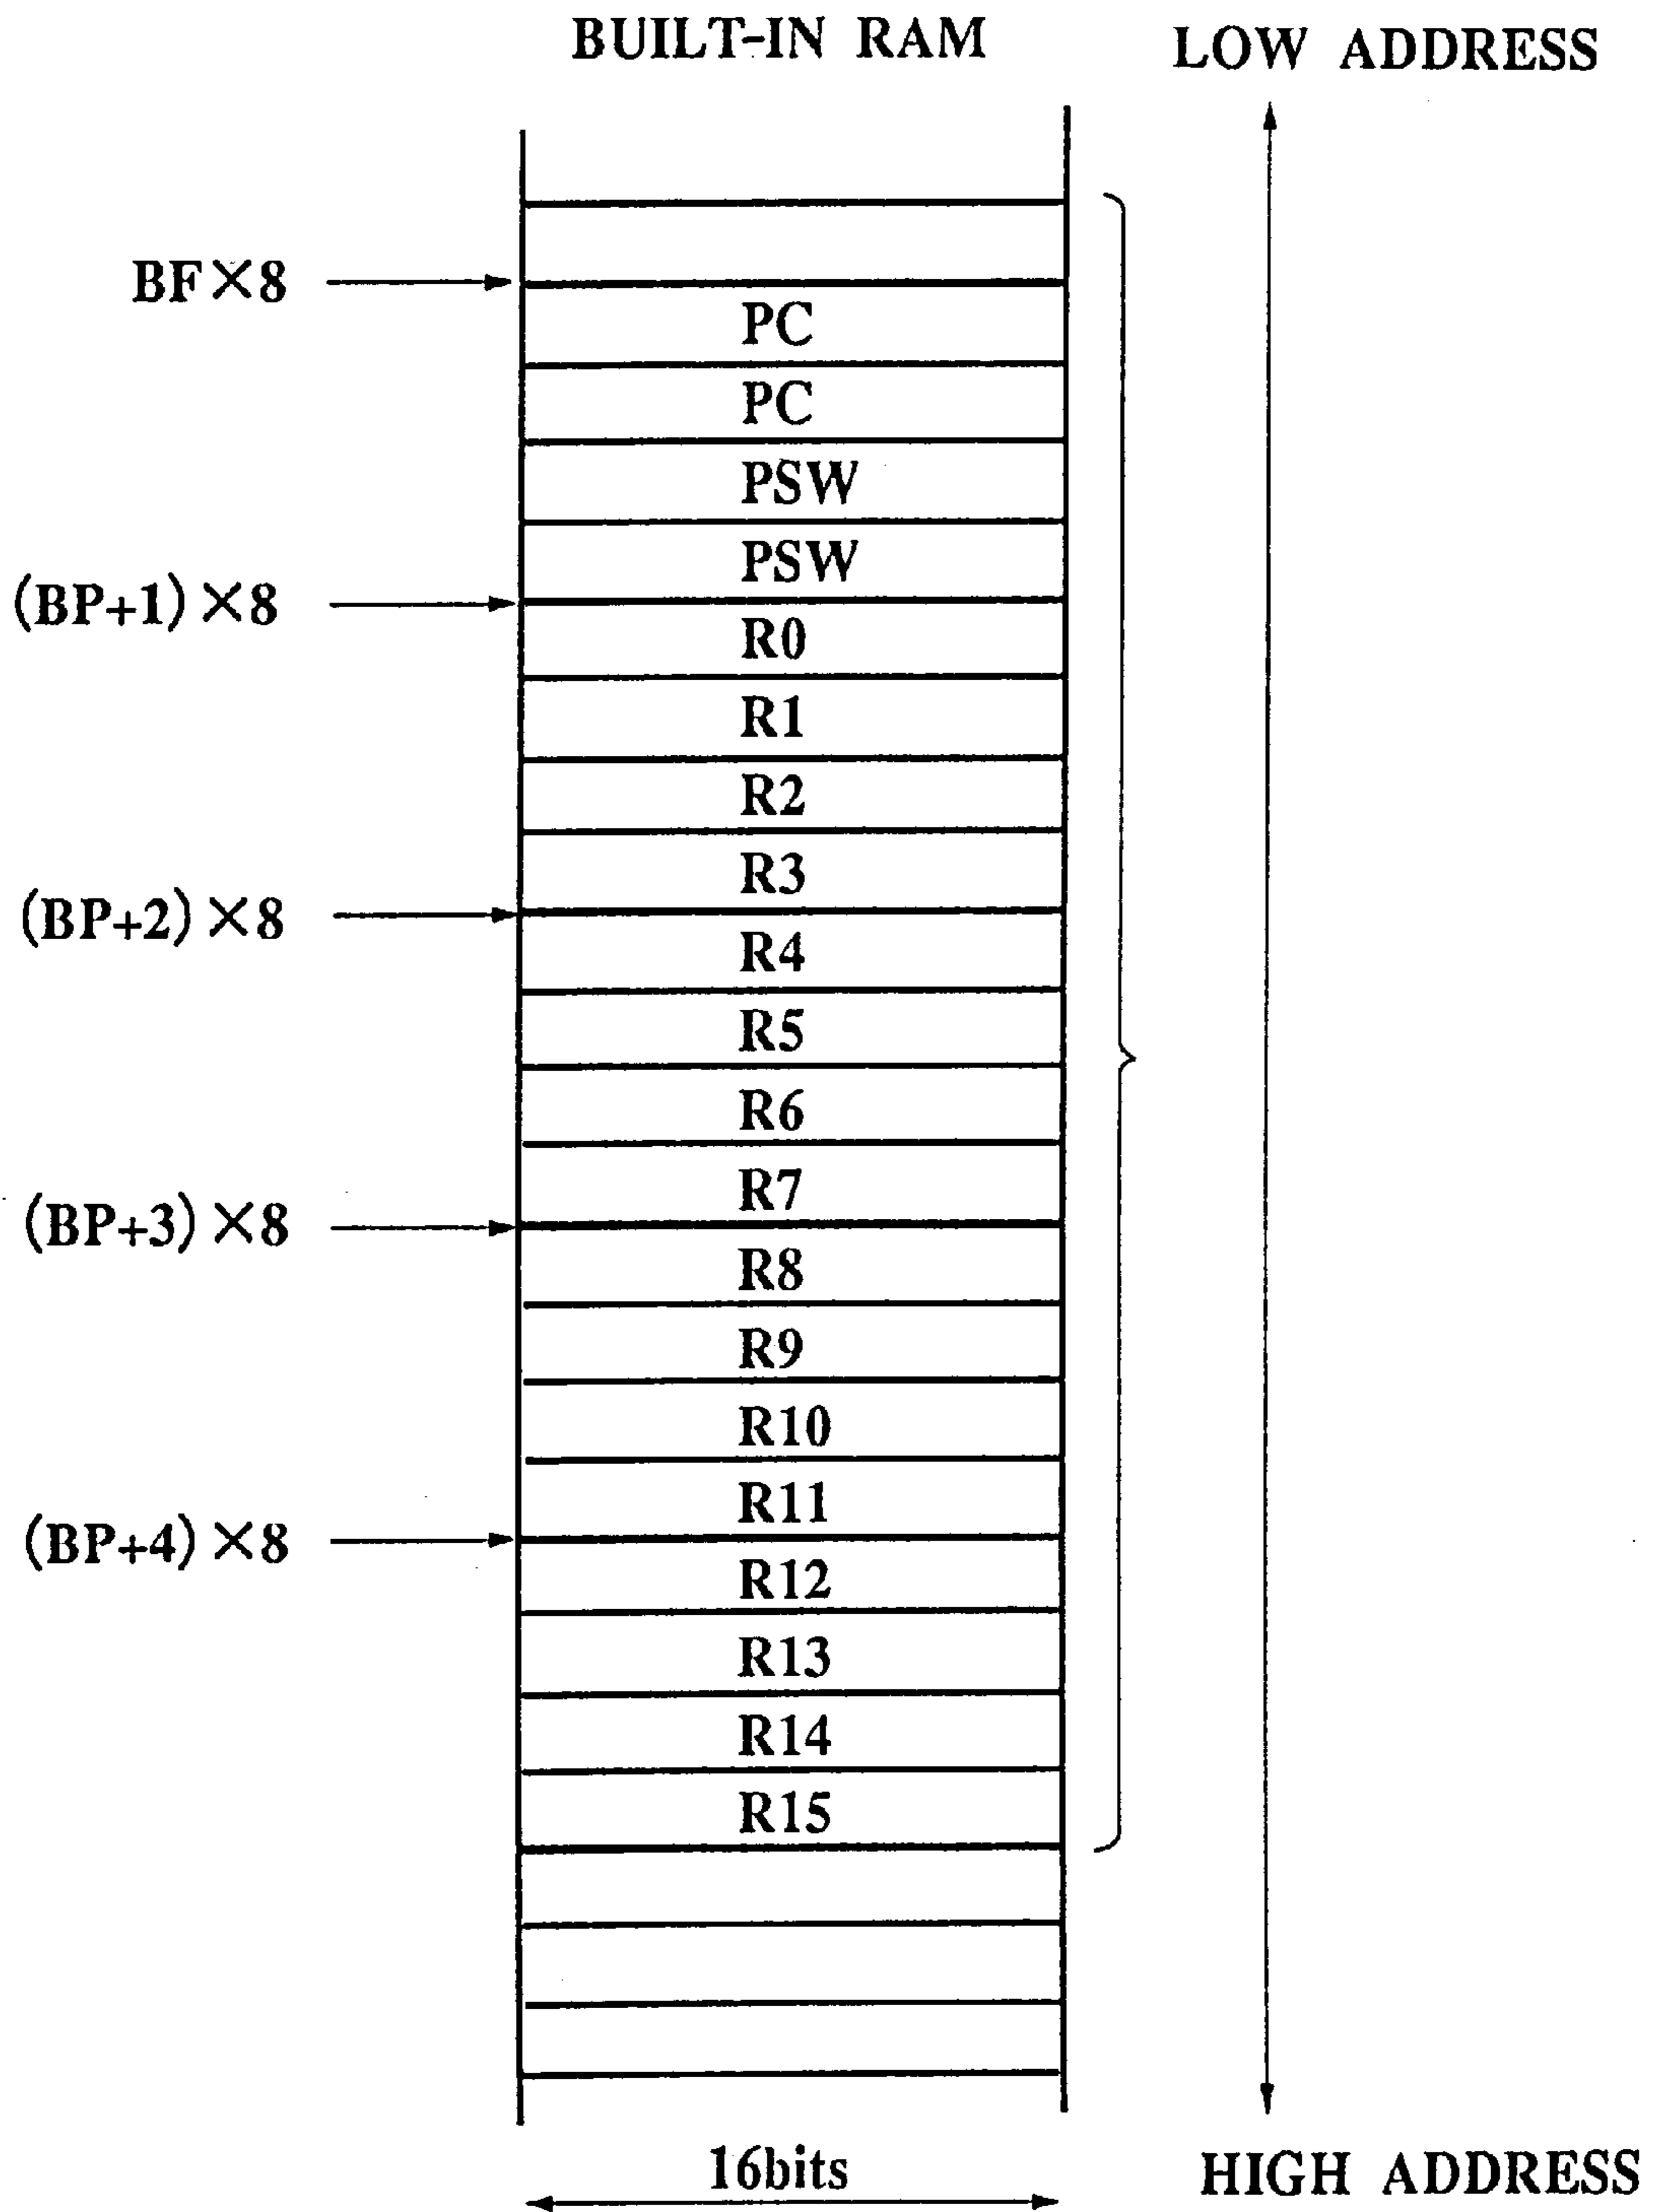 BUILT-IN RAM
LOW ADDRESS
BF×8
PC
PC
PSW
PSW
(BP+1)×8
R0
R1
R2
R3
(BP+2)×8
R4
R5
R6
R7
(BP+3)×8
R8
R9
R10
R11
(BP+4)×8
R12
R13
R14
R15
16bits
HIGH ADDRESS